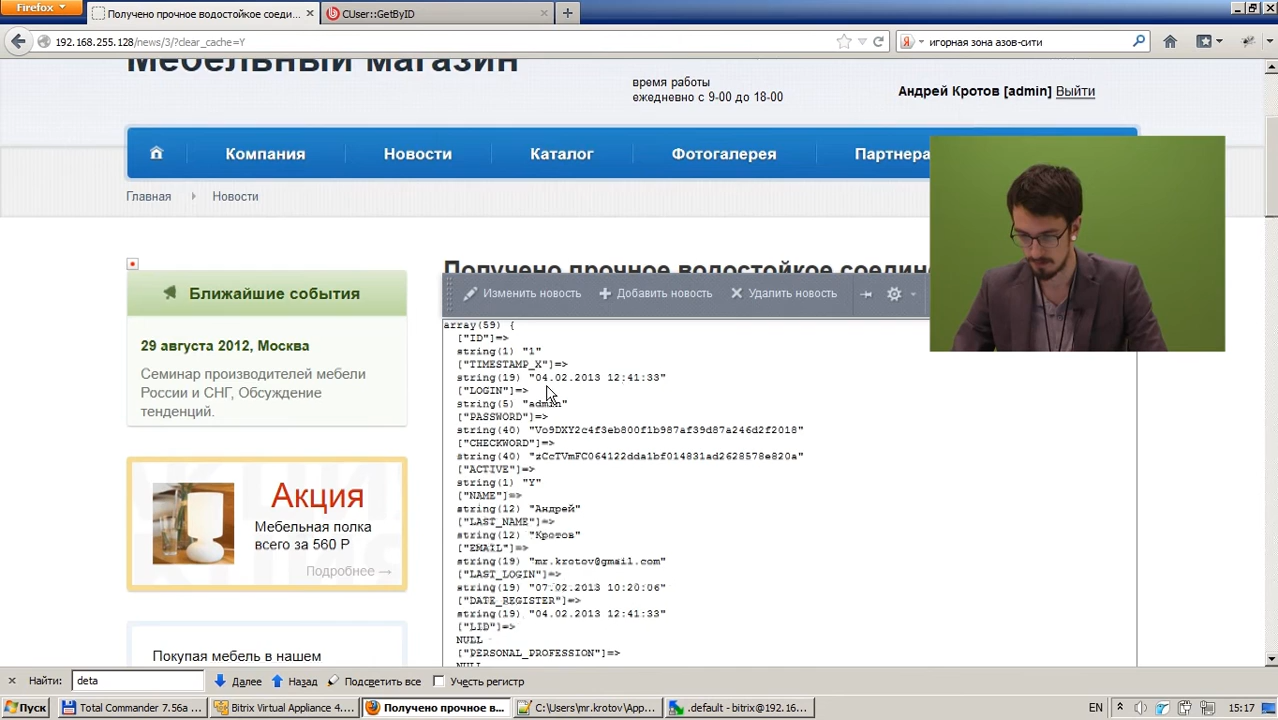 Firefox
Получено прочное водостойкое соеди...
CUser::GetByID
192.168.255.128/news/3/?clear_cache=Y
игорная зона азов-сити
Мебельный магазин
время работы
ежедневно с 9-00 до 18-00
Андрей Кротов [admin] Выйти
Компания Новости Каталог Фотогалерея Партнера
Главная Новости
Получено прочное водостойкое соедин
Ближайшие события
Изменить новость Добавить новость Удалить новость
29 августа 2012, Москва
Семинар производителей мебели
России и СНГ, Обсуждение
тенденций.
Акция
Мебельная полка
всего за 560 Р
Подробнее →
Покупая мебель в нашем
array(59) {
["ID"]=>
string(1) "1"
["TIMESTAMP_X"]=>
string(19) "04.02.2013 12:41:33"
["LOGIN"]=>
string(5) "admin"
["PASSWORD"]=>
string(40) "Vo9DXY2c4f3eb800f1b987af39d87a246d2f2018"
["CHECKWORD"]=>
string(40) "zCcTVmFC064122dda1bf014831ad2628578e820a"
["ACTIVE"]=>
string(1) "Y"
["NAME"]=>
string(12) "Андрей"
["LAST_NAME"]=>
string(12) "Кротов"
["EMAIL"]=>
string(19) "mr.krotov@gmail.com"
["LAST_LOGIN"]=>
string(19) "07.02.2013 10:20:06"
["DATE_REGISTER"]=>
string(19) "04.02.2013 12:41:33"
["LID"]=>
NULL
["PERSONAL_PROFESSION"]=>
NULL
Найти: deta Далее Назад Подсветить все Учесть регистр
Пуск Total Commander 7.56a ... Bitrix Virtual Appliance 4.... Получено прочное в... C:\Users\mr.krotov\App... .default - bitrix@192.16... EN 15:17